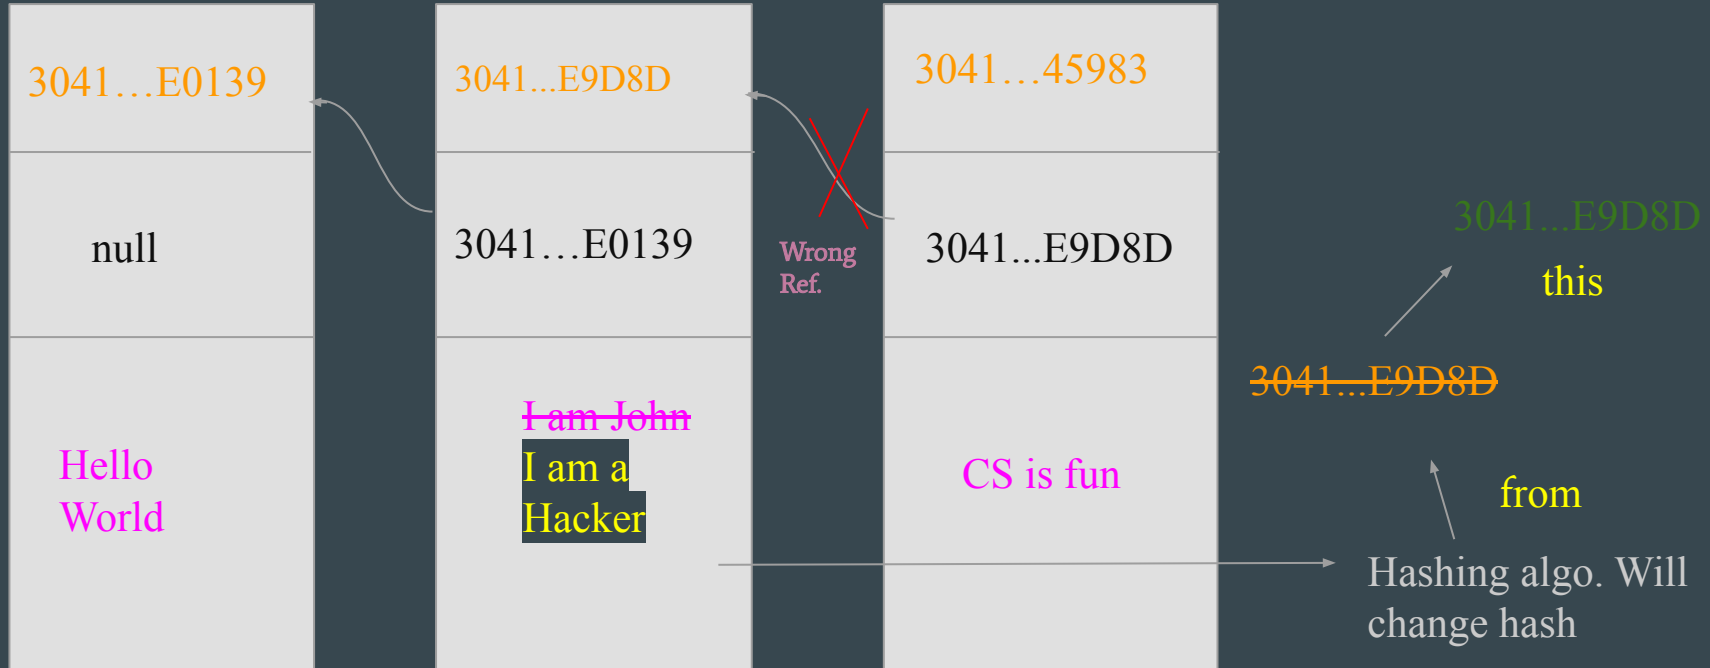 3041…E0139
null
Hello
World
3041...E9D8D
3041…E0139
I am John
I am a
Hacker
Wrong
Ref.
3041…45983
3041...E9D8D
CS is fun
3041...E9D8D
this
3041...E9D8D
from
Hashing algo. Will
change hash